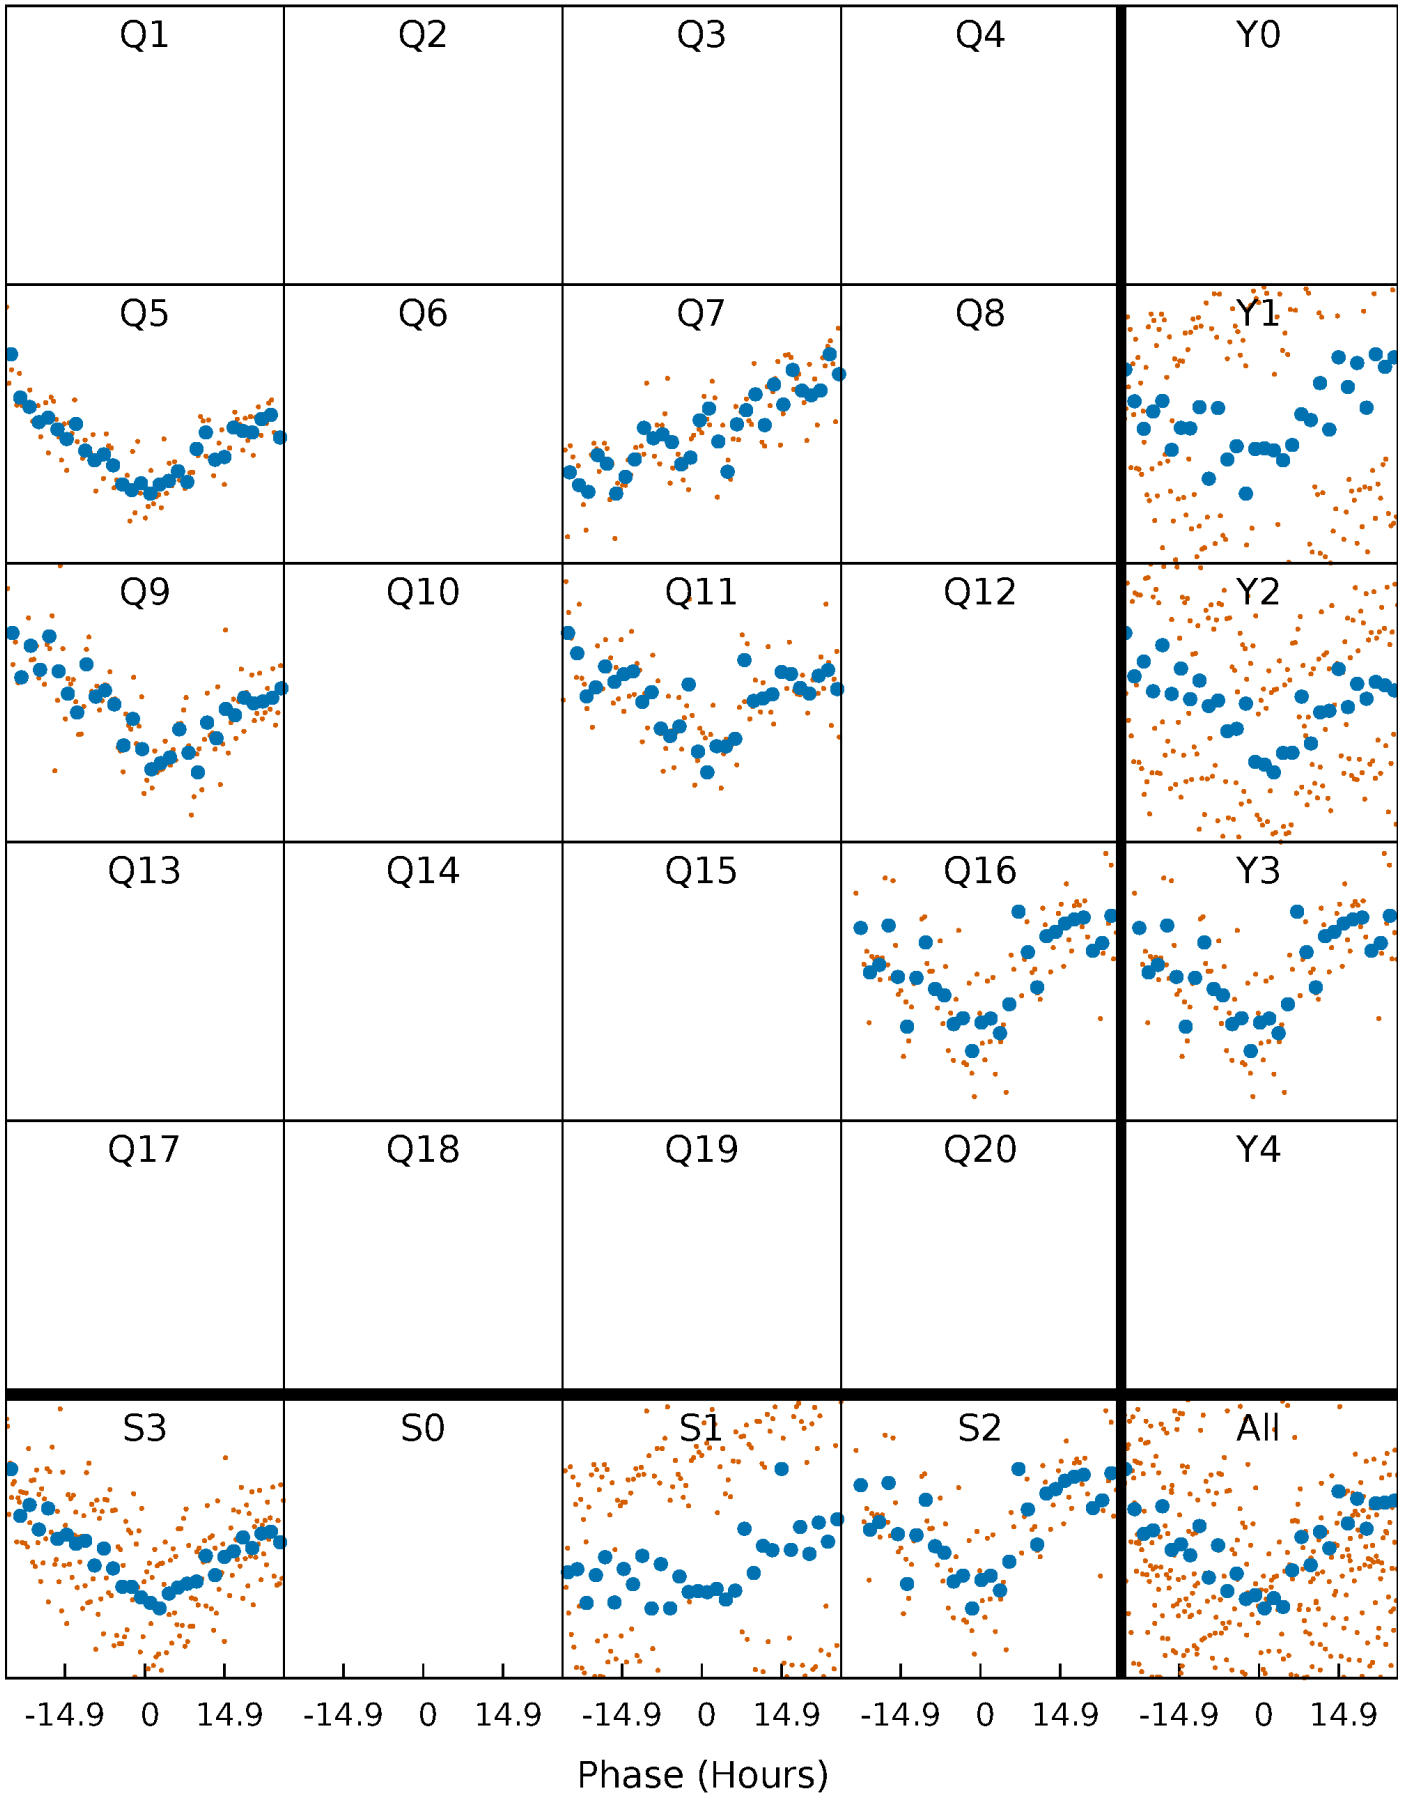 Q1 Q2 Q3 Q4 Y0
Q5 Q6 Q7 Q8 Y1
Q9 Q10 Q11 Q12 Y2
Q13 Q14 Q15 Q16 Y3
Q17 Q18 Q19 Q20 Y4
S3 S0 S1 S2 All
-14.9 0 14.9 -14.9 0 14.9 -14.9 0 14.9 -14.9 0 14.9 -14.9 0 14.9
Phase (Hours)